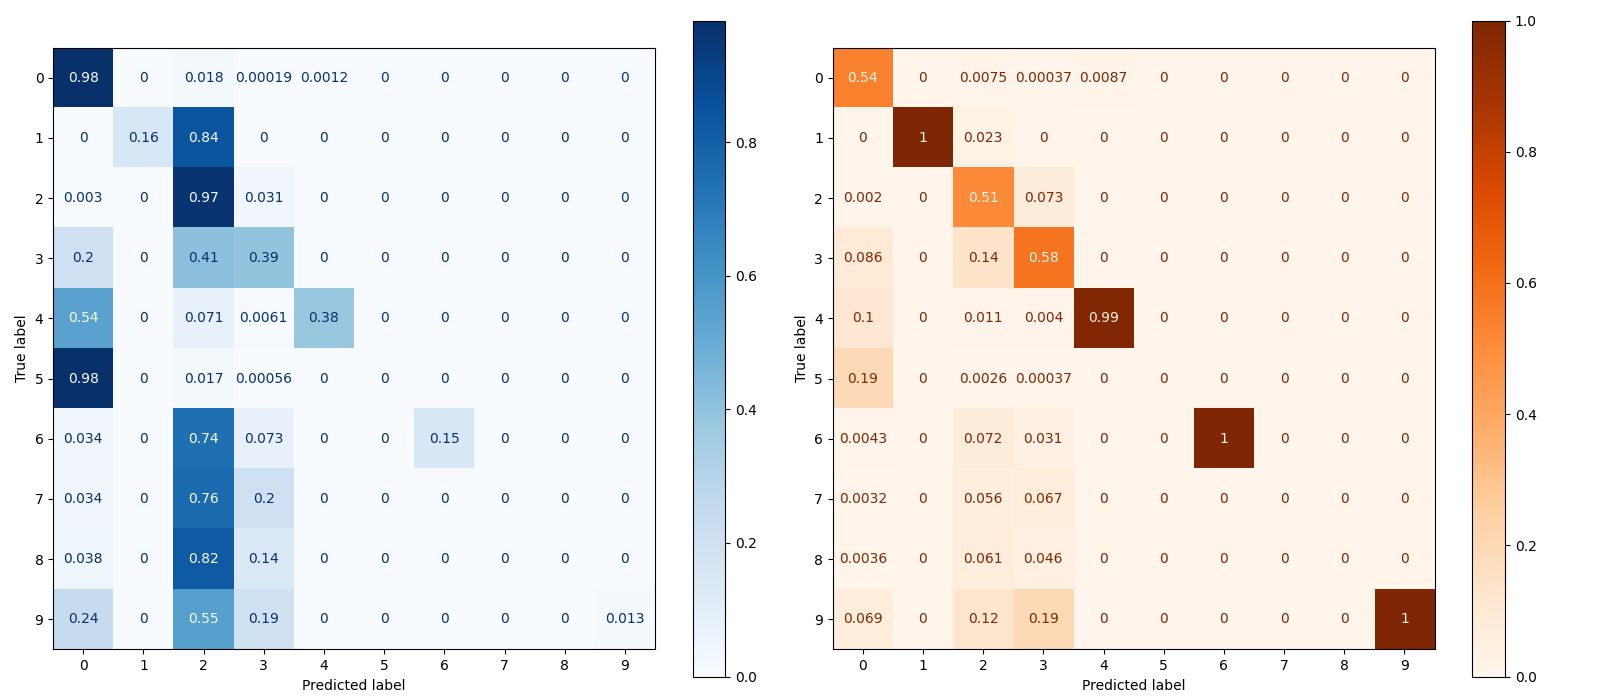 0 0.98 0 0.018 0.00019 0.0012 0 0 0 0 0
1 0 0.16 0.84 0 0 0 0 0 0 0
2 0.003 0 0.97 0.031 0 0 0 0 0 0
3 0.2 0 0.41 0.39 0 0 0 0 0 0
4 0.54 0 0.071 0.0061 0.38 0 0 0 0 0
5 0.98 0 0.017 0.00056 0 0 0 0 0 0
6 0.034 0 0.74 0.073 0 0 0.15 0 0 0
7 0.034 0 0.76 0.2 0 0 0 0 0 0
8 0.038 0 0.82 0.14 0 0 0 0 0 0
9 0.24 0 0.55 0.19 0 0 0 0 0 0.013
0 1 2 3 4 5 6 7 8 9
Predicted label
True label
0.8
0.6
0.4
0.2
0.0
0 0.54 0 0.0075 0.00037 0.0087 0 0 0 0 0
1 0 1 0.023 0 0 0 0 0 0 0
2 0.002 0 0.51 0.073 0 0 0 0 0 0
3 0.086 0 0.14 0.58 0 0 0 0 0 0
4 0.1 0 0.011 0.004 0.99 0 0 0 0 0
5 0.19 0 0.0026 0.00037 0 0 0 0 0 0
6 0.0043 0 0.072 0.031 0 0 1 0 0 0
7 0.0032 0 0.056 0.067 0 0 0 0 0 0
8 0.0036 0 0.061 0.046 0 0 0 0 0 0
9 0.069 0 0.12 0.19 0 0 0 0 0 1
0 1 2 3 4 5 6 7 8 9
Predicted label
True label
1.0
0.8
0.6
0.4
0.2
0.0